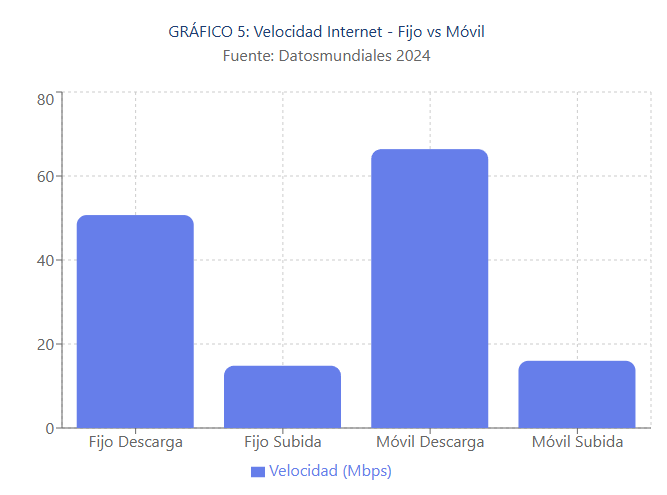 GRÁFICO 5: Velocidad Internet - Fijo vs Móvil
Fuente: Datosmundiales 2024
80
60
40
20
0
Fijo Descarga Fijo Subida Móvil Descarga Móvil Subida
Velocidad (Mbps)